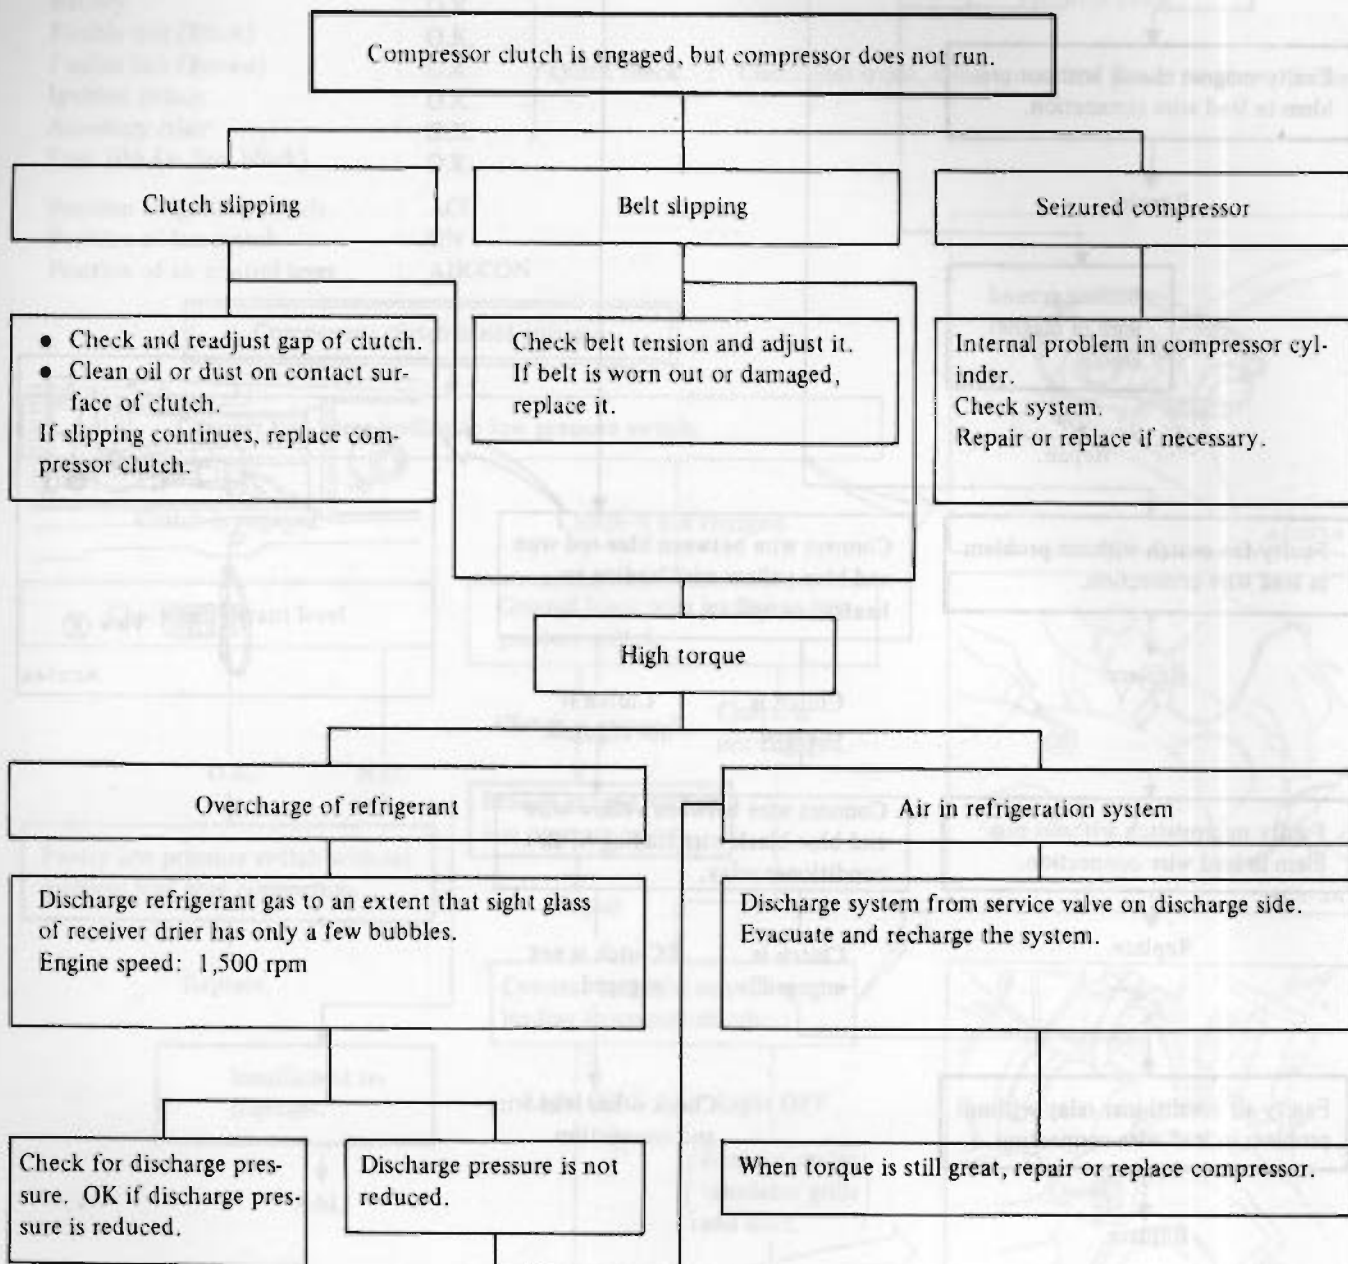 Compressor clutch is engaged, but compressor does not run.
Clutch slipping
Belt slipping
Seizured compressor
● Check and readjust gap of clutch.
● Clean oil or dust on contact sur-
face of clutch.
If slipping continues, replace com-
pressor clutch.
Check belt tension and adjust it.
If belt is worn out or damaged,
replace it.
Internal problem in compressor cyl-
inder.
Check system.
Repair or replace if necessary.
High torque
Overcharge of refrigerant
Air in refrigeration system
Discharge refrigerant gas to an extent that sight glass
of receiver drier has only a few bubbles.
Engine speed: 1,500 rpm
Discharge system from service valve on discharge side.
Evacuate and recharge the system.
Check for discharge pres-
sure. OK if discharge pres-
sure is reduced.
Discharge pressure is not
reduced.
When torque is still great, repair or replace compressor.